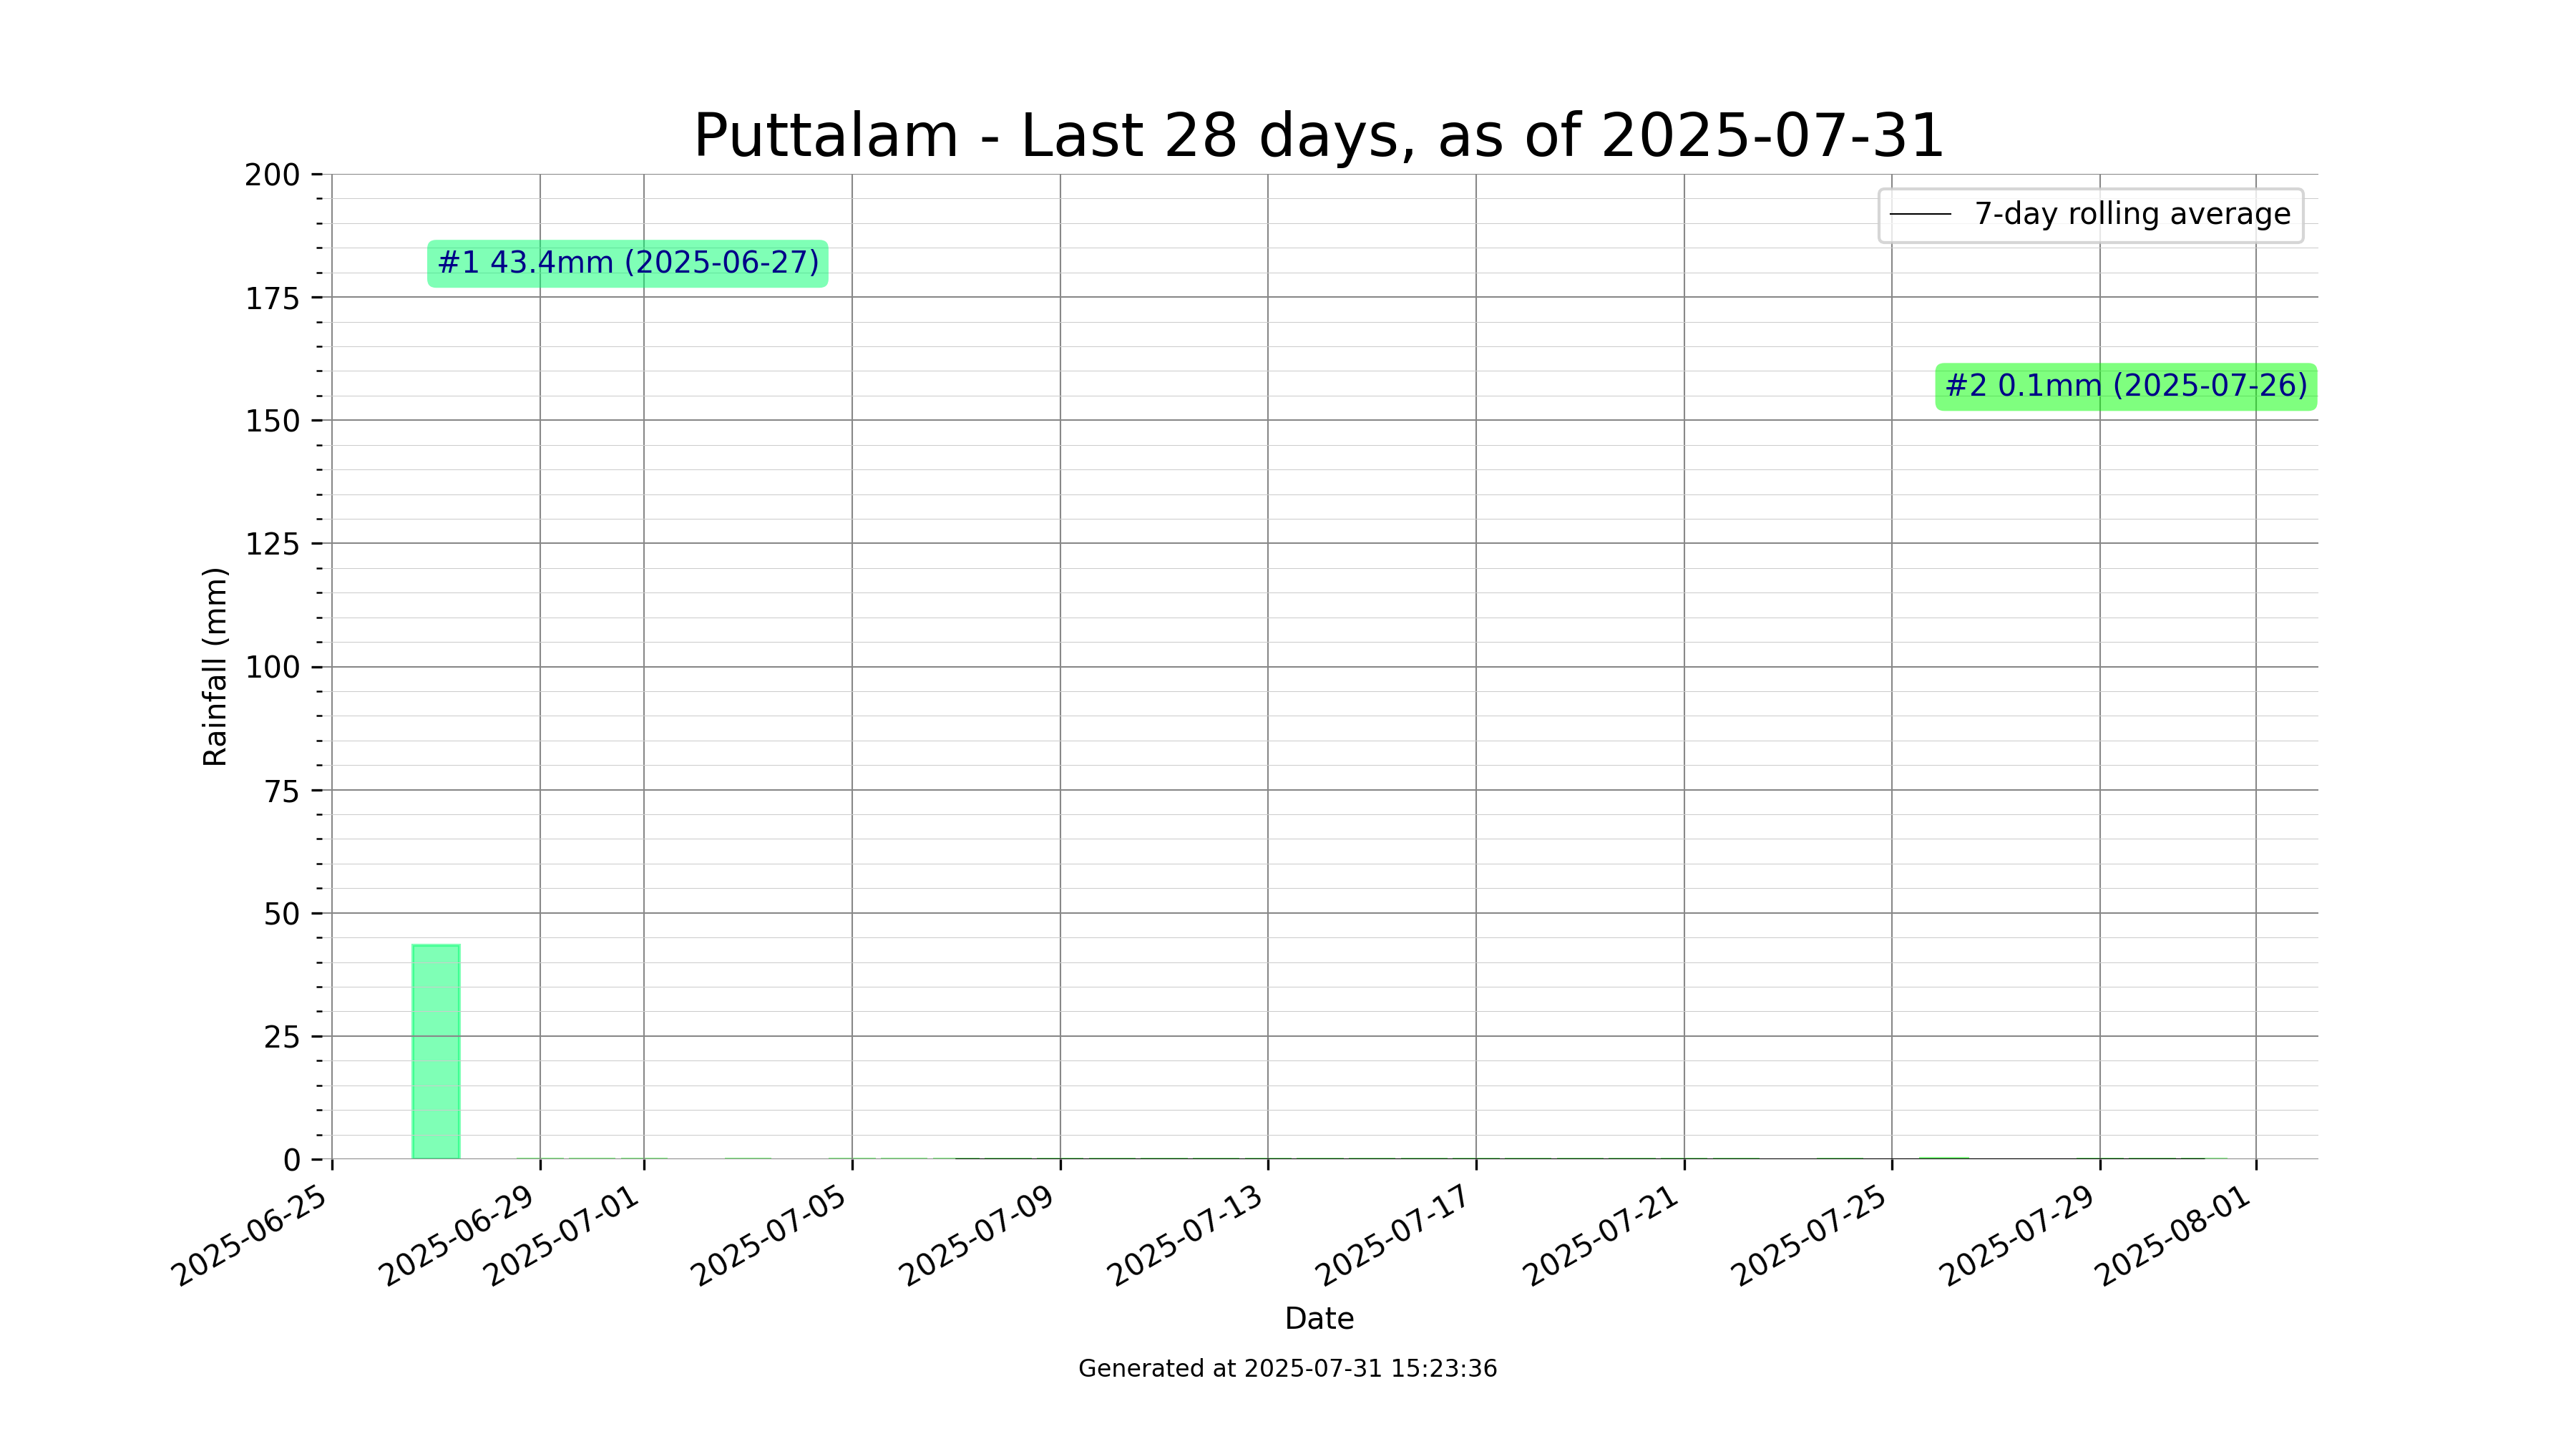 Puttalam - Last 28 days, as of 2025-07-31
7-day rolling average
#1 43.4mm (2025-06-27)
#2 0.1mm (2025-07-26)
Rainfall (mm)
200
175
150
125
100
75
50
25
0
2025-06-25
2025-06-29
2025-07-01
2025-07-05
2025-07-09
2025-07-13
2025-07-17
2025-07-21
2025-07-25
2025-07-29
2025-08-01
Date
Generated at 2025-07-31 15:23:36